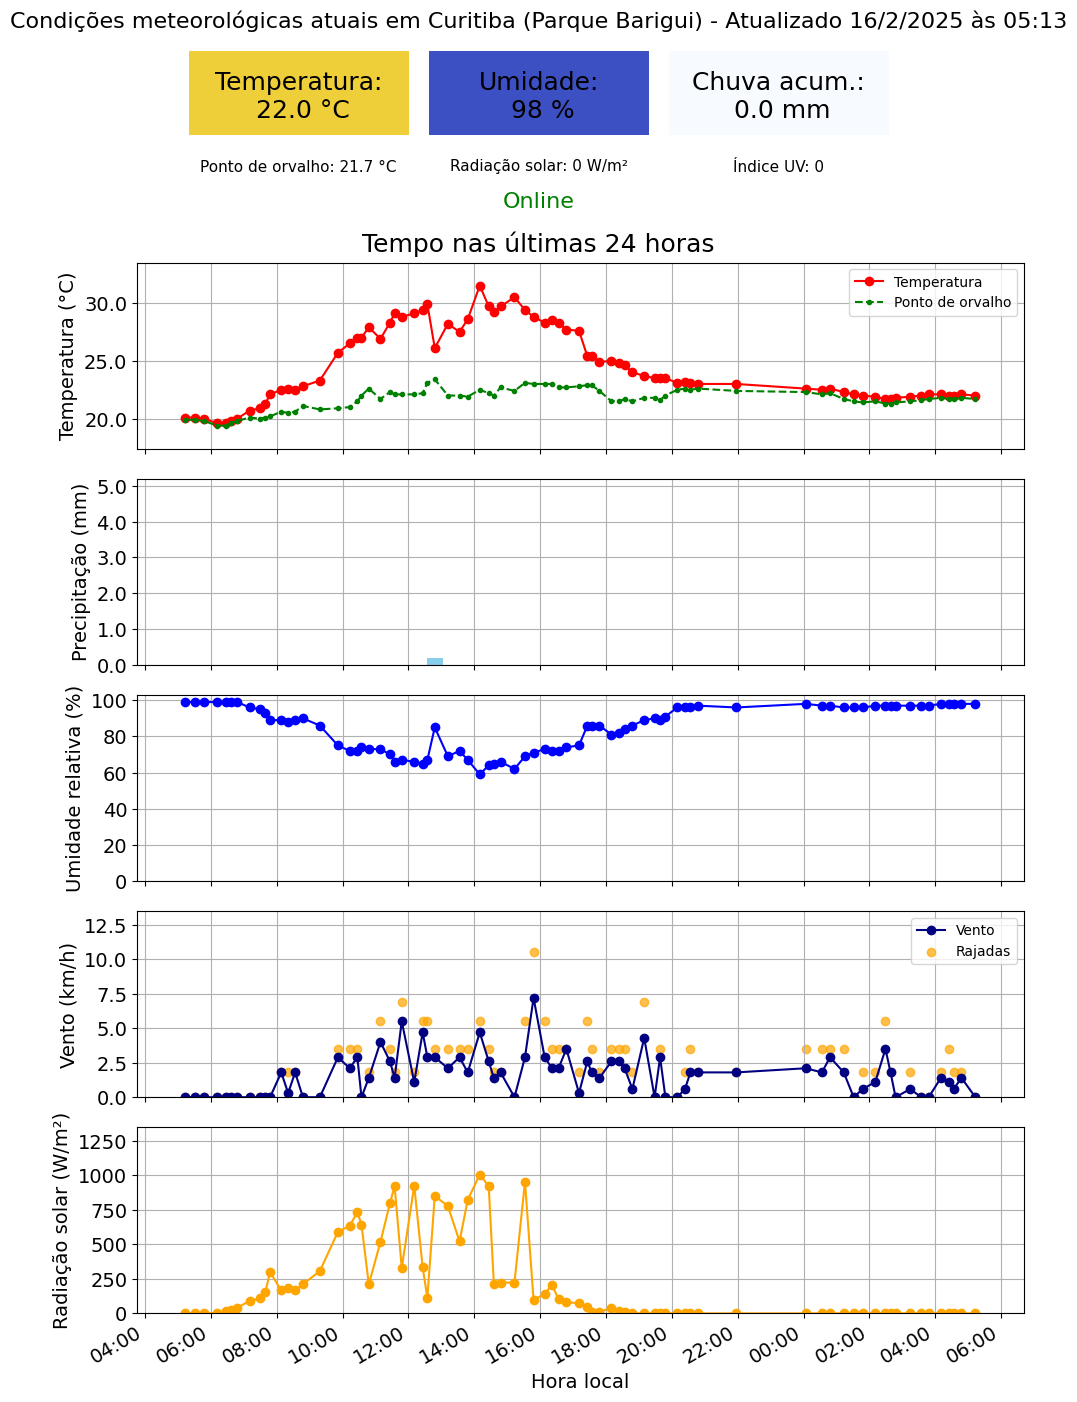 Condições meteorológicas atuais em Curitiba (Parque Barigui) - Atualizado 16/2/2025 às 05:13
Temperatura:
22.0 °C
Umidade:
98 %
Chuva acum.:
0.0 mm
Ponto de orvalho: 21.7 °C
Radiação solar: 0 W/m²
Índice UV: 0
Online
Tempo nas últimas 24 horas
Temperatura (°C)
30.0
25.0
20.0
Temperatura
Ponto de orvalho
Precipitação (mm)
5.0
4.0
3.0
2.0
1.0
0.0
Umidade relativa (%)
100
80
60
40
20
0
Vento (km/h)
12.5
10.0
7.5
5.0
2.5
0.0
Vento
Rajadas
Radiação solar (W/m²)
1250
1000
750
500
250
0
04:00
06:00
08:00
10:00
12:00
14:00
16:00
18:00
20:00
22:00
00:00
02:00
04:00
06:00
Hora local